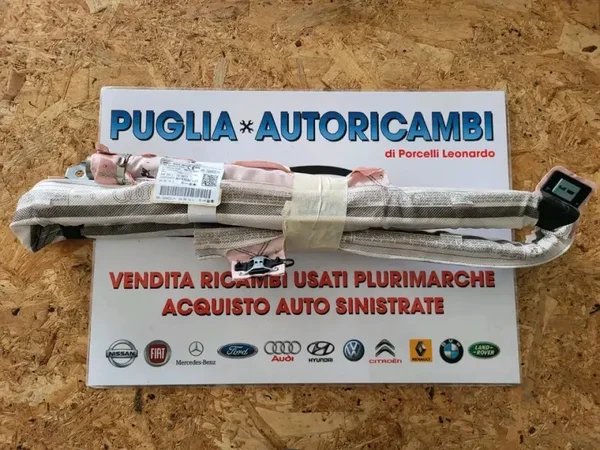 PUGLIA AUTORICAMBI
di Porcelli Leonardo
VENDITA RICAMBI USATI PLURIMARCHE
ACQUISTO AUTO SINISTRATE
NISSAN
FIAT
Mercedes-Benz
Ford
Audi
HYUNDAI
CITROËN
RENAULT
BMW
LAND ROVER